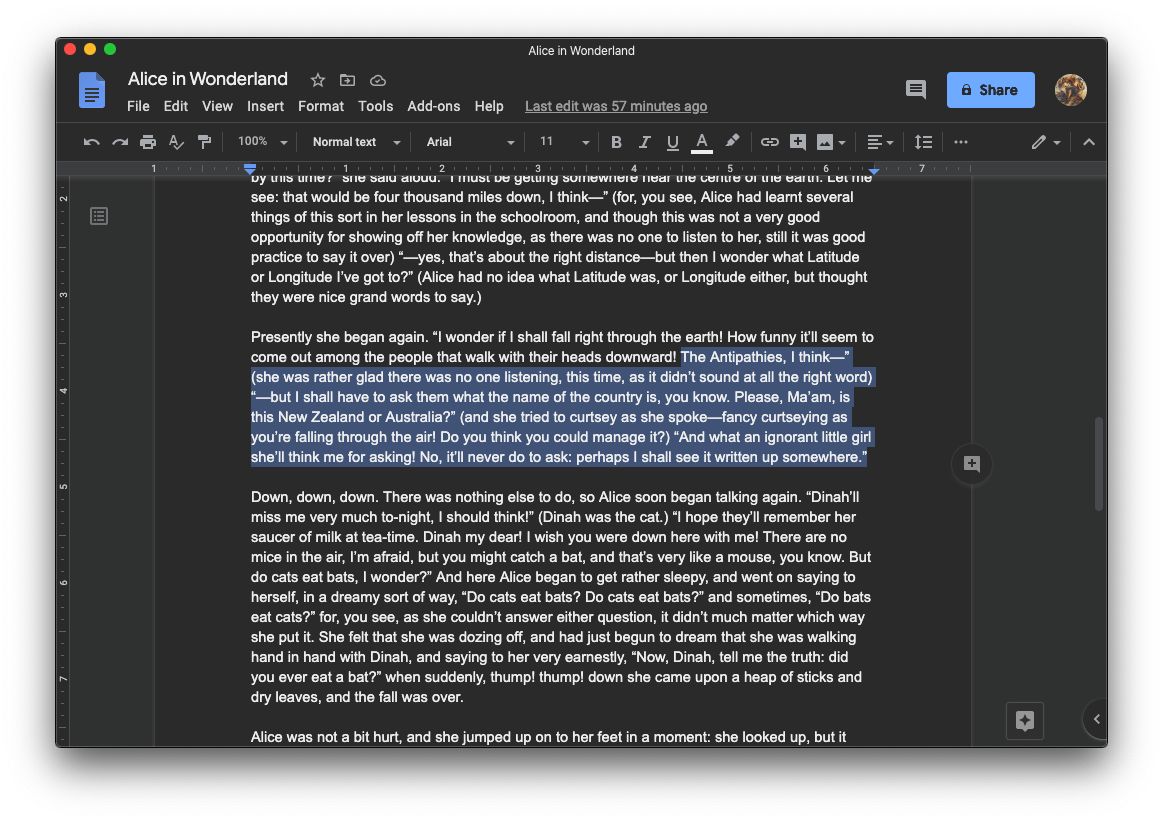 Alice in Wonderland
Alice in Wonderland
File Edit View Insert Format Tools Add-ons Help Last edit was 57 minutes ago
Share
100% Normal text Arial 11 B I U A
1 1 2 3 4 5 6 7
by this time?” she said aloud. “I must be getting somewhere near the centre of the earth. Let me
see: that would be four thousand miles down, I think—” (for, you see, Alice had learnt several
things of this sort in her lessons in the schoolroom, and though this was not a very good
opportunity for showing off her knowledge, as there was no one to listen to her, still it was good
practice to say it over) “—yes, that’s about the right distance—but then I wonder what Latitude
or Longitude I’ve got to?” (Alice had no idea what Latitude was, or Longitude either, but thought
they were nice grand words to say.)
Presently she began again. “I wonder if I shall fall right through the earth! How funny it’ll seem to
come out among the people that walk with their heads downward! The Antipathies, I think—”
(she was rather glad there was no one listening, this time, as it didn’t sound at all the right word)
“—but I shall have to ask them what the name of the country is, you know. Please, Ma’am, is
this New Zealand or Australia?” (and she tried to curtsey as she spoke—fancy curtseying as
you’re falling through the air! Do you think you could manage it?) “And what an ignorant little girl
she’ll think me for asking! No, it’ll never do to ask: perhaps I shall see it written up somewhere.”
Down, down, down. There was nothing else to do, so Alice soon began talking again. “Dinah’ll
miss me very much to-night, I should think!” (Dinah was the cat.) “I hope they’ll remember her
saucer of milk at tea-time. Dinah my dear! I wish you were down here with me! There are no
mice in the air, I’m afraid, but you might catch a bat, and that’s very like a mouse, you know. But
do cats eat bats, I wonder?” And here Alice began to get rather sleepy, and went on saying to
herself, in a dreamy sort of way, “Do cats eat bats? Do cats eat bats?” and sometimes, “Do bats
eat cats?” for, you see, as she couldn’t answer either question, it didn’t much matter which way
she put it. She felt that she was dozing off, and had just begun to dream that she was walking
hand in hand with Dinah, and saying to her very earnestly, “Now, Dinah, tell me the truth: did
you ever eat a bat?” when suddenly, thump! thump! down she came upon a heap of sticks and
dry leaves, and the fall was over.
Alice was not a bit hurt, and she jumped up on to her feet in a moment: she looked up, but it
2
3
4
5
6
7